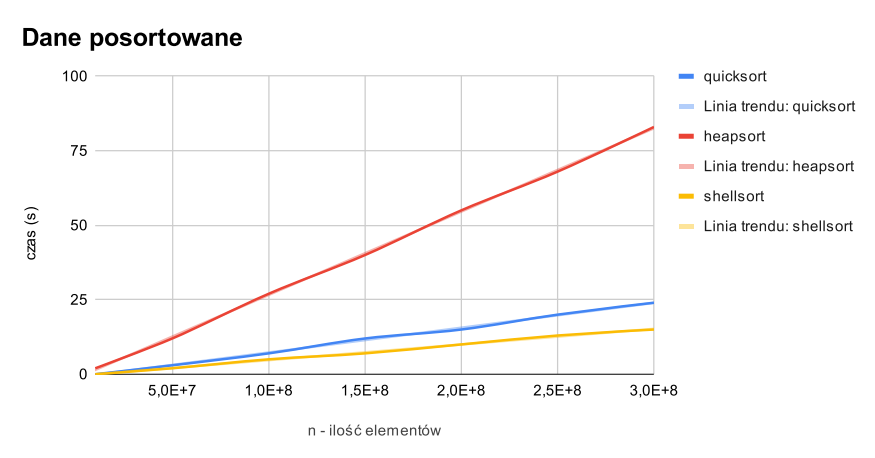 Dane posortowane
100
75
50
25
0
czas (s)
5,0E+7 1,0E+8 1,5E+8 2,0E+8 2,5E+8 3,0E+8
n - ilość elementów
quicksort
Linia trendu: quicksort
heapsort
Linia trendu: heapsort
shellsort
Linia trendu: shellsort